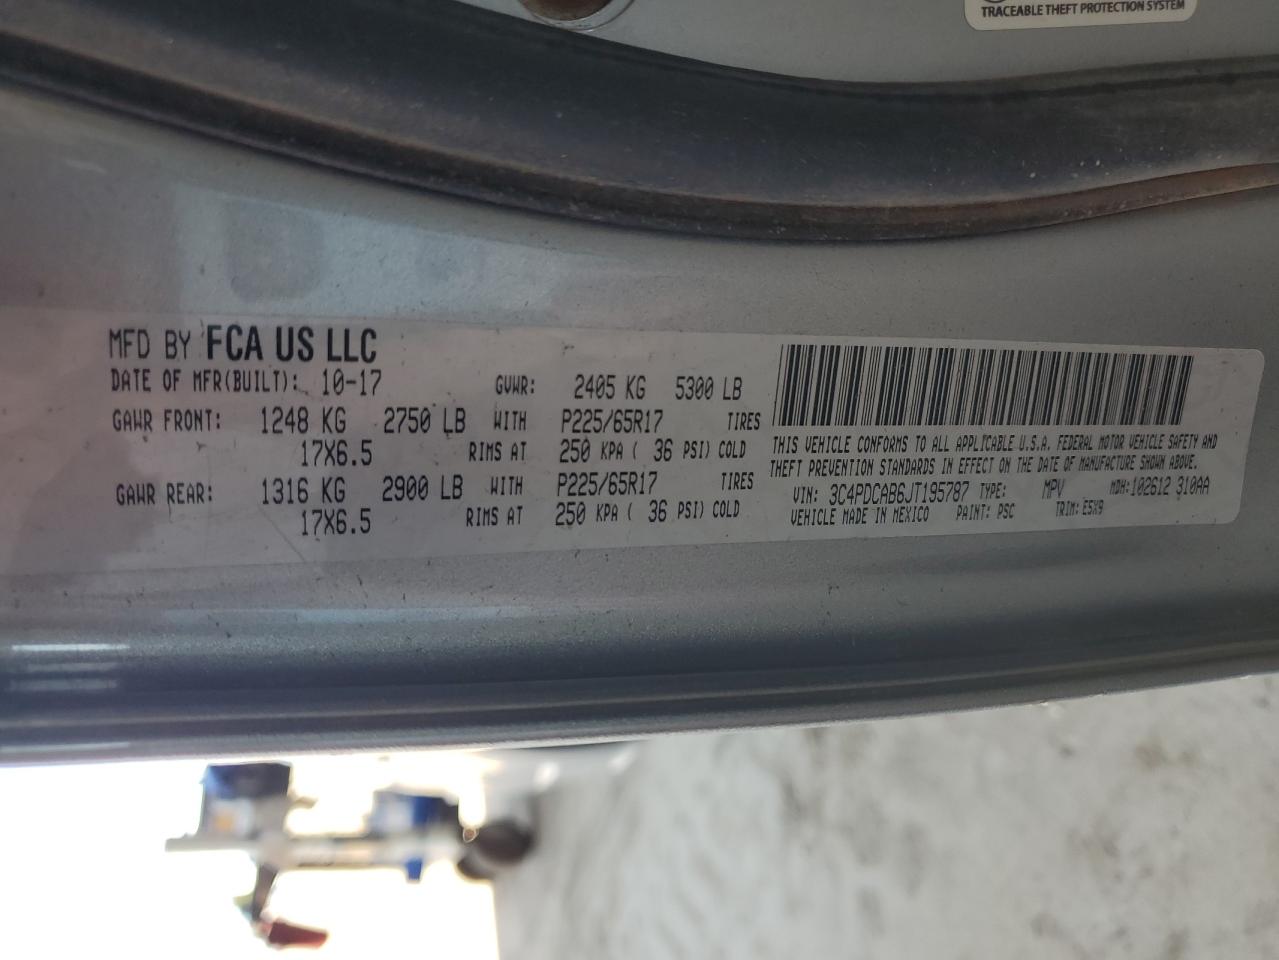 TRACEABLE THEFT PROTECTION SYSTEM
MFD BY FCA US LLC
DATE OF MFR(BUILT): 10-17 GVWR: 2405 KG 5300 LB
GAWR FRONT: 1248 KG 2750 LB WITH P225/65R17 TIRES
17X6.5 RIMS AT 250 KPA ( 36 PSI) COLD
GAWR REAR: 1316 KG 2900 LB WITH P225/65R17 TIRES
17X6.5 RIMS AT 250 KPA ( 36 PSI) COLD
THIS VEHICLE CONFORMS TO ALL APPLICABLE U.S.A. FEDERAL MOTOR VEHICLE SAFETY AND
THEFT PREVENTION STANDARDS IN EFFECT ON THE DATE OF MANUFACTURE SHOWN ABOVE.
VIN: 3C4PDCAB6JT195787 TYPE: MPV MDH: 102612 310AA
VEHICLE MADE IN MEXICO PAINT: PSC TRIM: E5X9